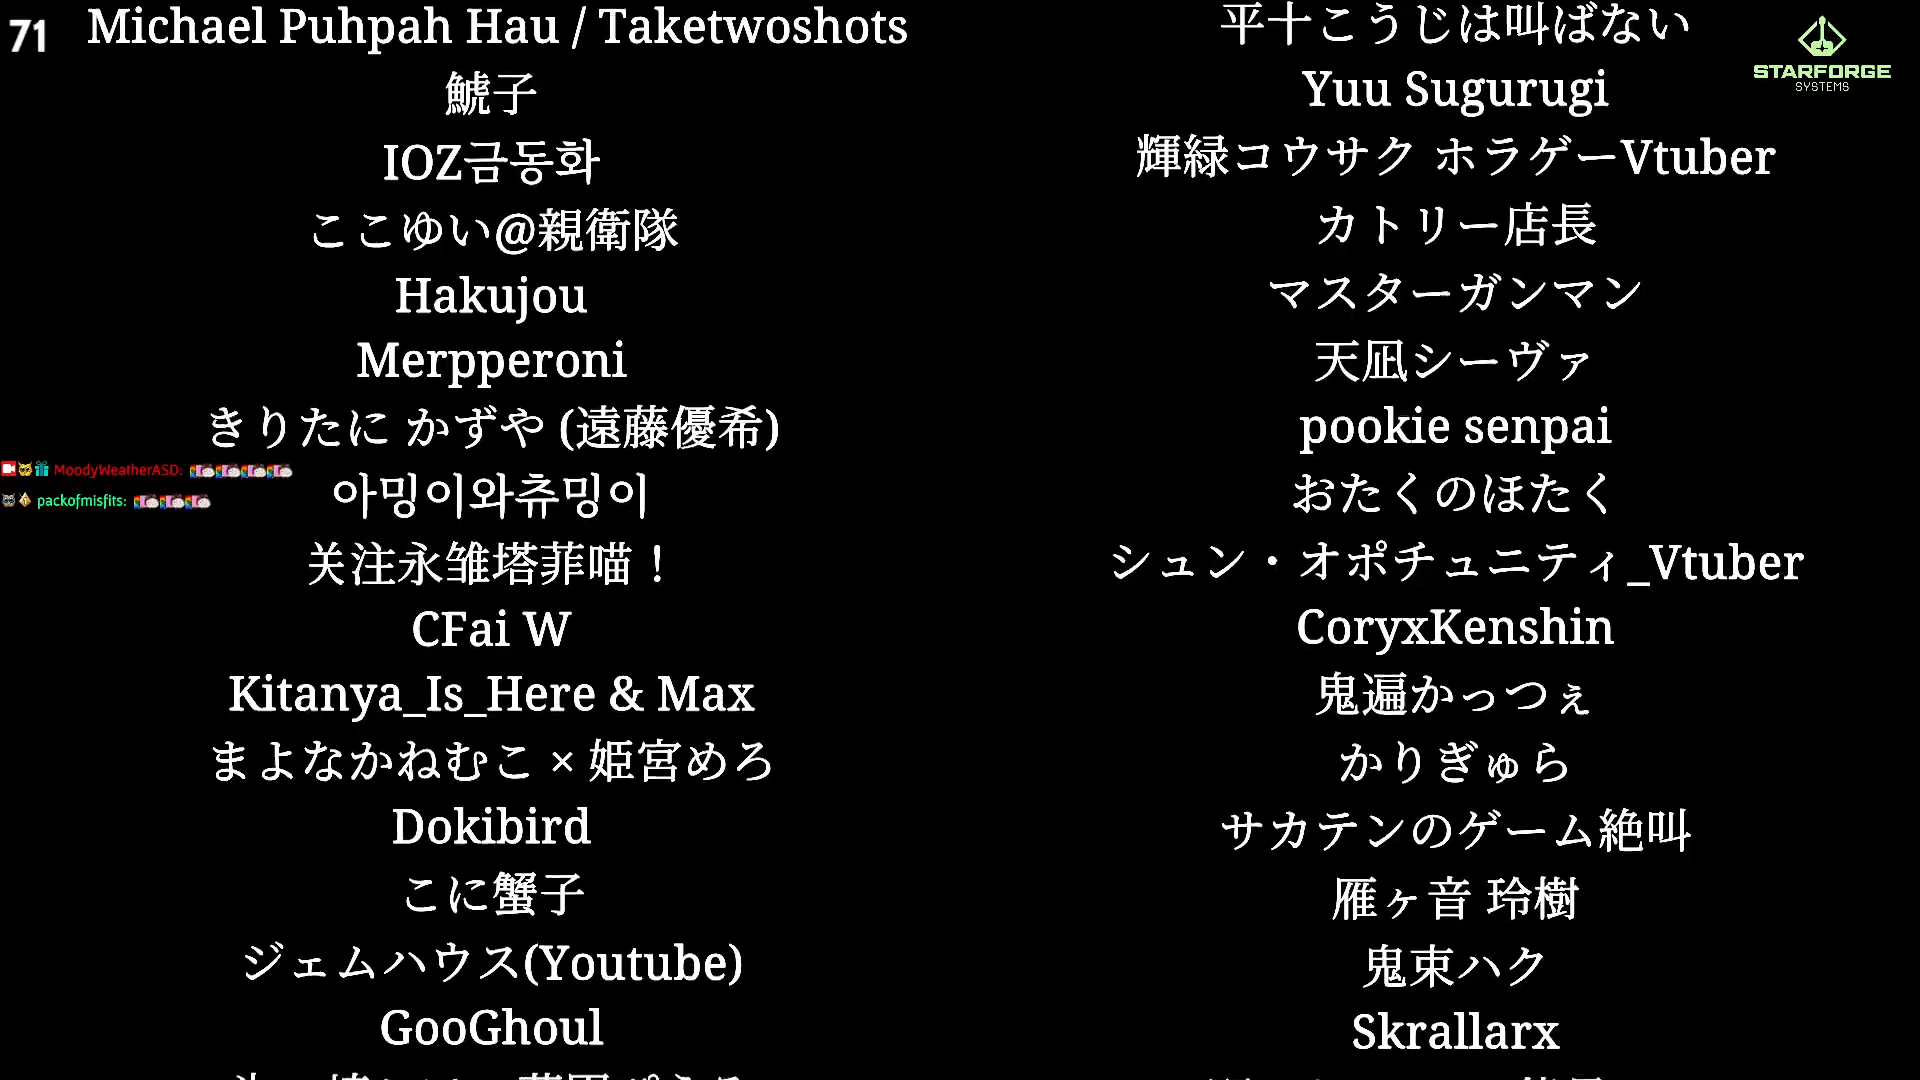 71
Michael Puhpah Hau / Taketwoshots
鯱子
IOZ금동화
ここゆい@親衛隊
Hakujou
Merpperoni
きりたに かずや (遠藤優希)
MoodyWeatherASD:
packofmisfits:
아밍이와츄밍이
关注永雏塔菲喵！
CFai W
Kitanya_Is_Here & Max
まよなかねむこ × 姫宮めろ
Dokibird
こに蟹子
ジェムハウス(Youtube)
GooGhoul
平十こうじは叫ばない
Yuu Sugurugi
輝緑コウサク ホラゲーVtuber
カトリー店長
マスターガンマン
天凪シーヴァ
pookie senpai
おたくのほたく
シュン・オポチュニティ_Vtuber
CoryxKenshin
鬼遍かっつぇ
かりぎゅら
サカテンのゲーム絶叫
雁ヶ音 玲樹
鬼東ハク
Skrallarx
STARFORGE
SYSTEMS